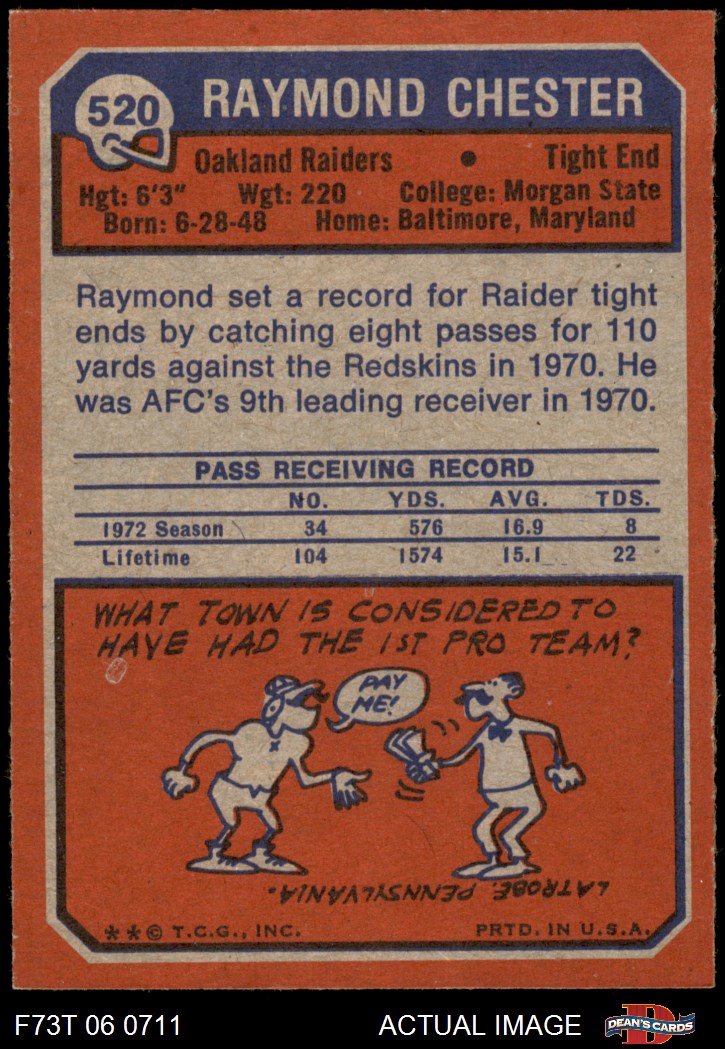 520 RAYMOND CHESTER
Oakland Raiders • Tight End
Hgt: 6'3" Wgt: 220 College: Morgan State
Born: 6-28-48 Home: Baltimore, Maryland
Raymond set a record for Raider tight
ends by catching eight passes for 110
yards against the Redskins in 1970. He
was AFC's 9th leading receiver in 1970.
PASS RECEIVING RECORD
NO. YDS. AVG. TDS.
1972 Season 34 576 16.9 8
Lifetime 104 1574 15.1 22
WHAT TOWN IS CONSIDERED TO
HAVE HAD THE 1ST PRO TEAM?
PAY
ME!
LATROBE, PENNSYLVANIA.
**© T.C.G., INC. PRTD. IN U.S.A.
F73T 06 0711 ACTUAL IMAGE
D
DEAN'S CARDS